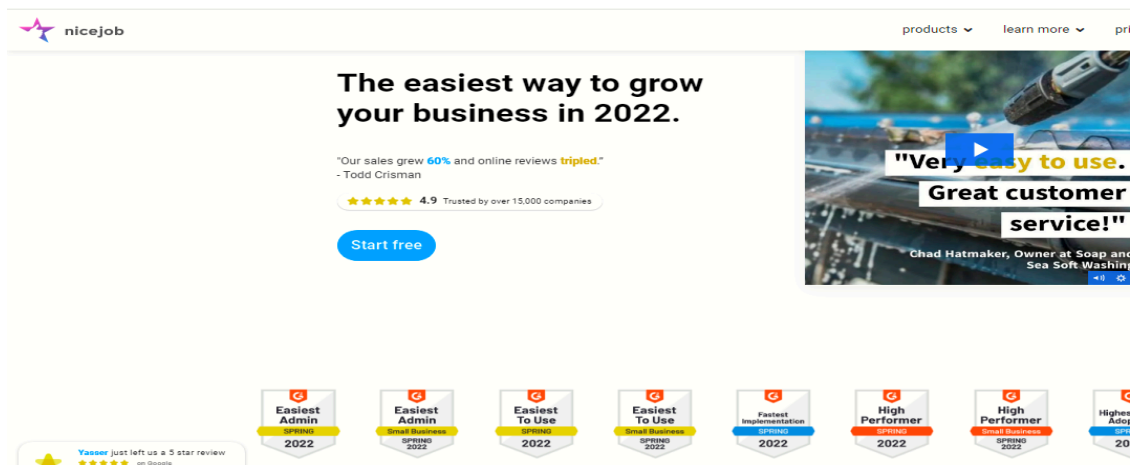 nicejob
products
learn more
The easiest way to grow
your business in 2022.
"Our sales grew 60% and online reviews tripled."
- Todd Crisman
4.9 Trusted by over 15,000 companies
Start free
"Very easy to use.
Great customer
service!"
Chad Hatmaker, Owner at Soap and
Sea Soft Washing
Easiest
Admin
SPRING
2022
Easiest
Admin
Small Business
SPRING
2022
Easiest
To Use
SPRING
2022
Easiest
To Use
Small Business
SPRING
2022
Fastest
Implementation
SPRING
2022
High
Performer
SPRING
2022
High
Performer
Small Business
SPRING
2022
Yasser just left us a 5 star review
on Google